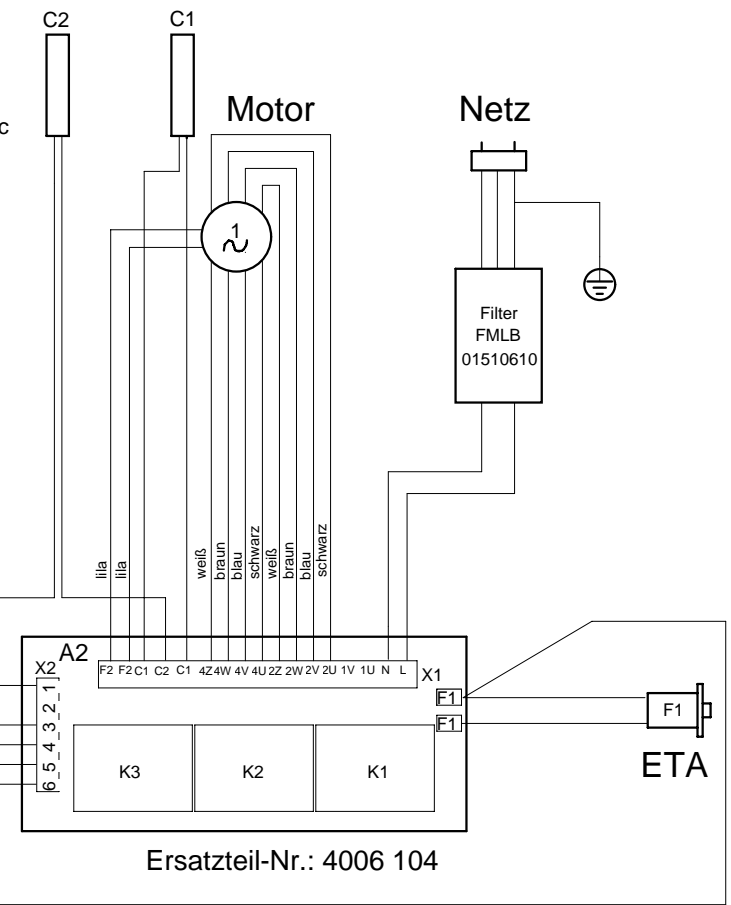 C2
C1
c
Motor
Netz
1
Filter
FMLB
01510610
lila
lila
weiß
braun
blau
schwarz
weiß
braun
blau
schwarz
A2
X2
F2 F2 C1 C2 C1 4Z 4W 4V 4U 2Z 2W 2V 2U 1V 1U N L
X1
1
2
3
4
5
6
F1
F1
F1
ETA
K3
K2
K1
Ersatzteil-Nr.: 4006 104